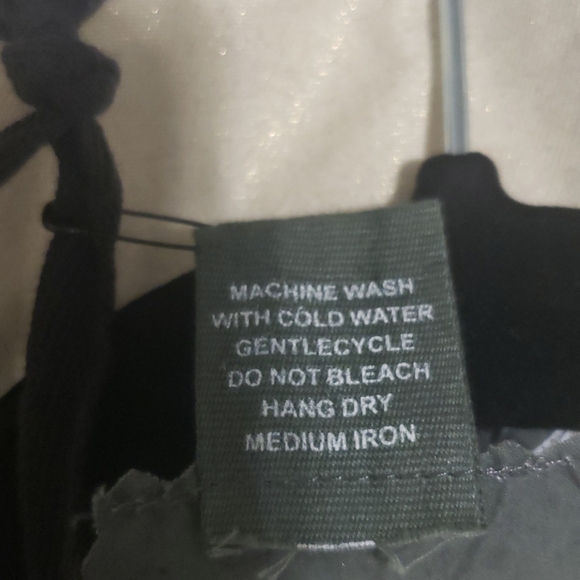 MACHINE WASH
WITH COLD WATER
GENTLECYCLE
DO NOT BLEACH
HANG DRY
MEDIUM IRON